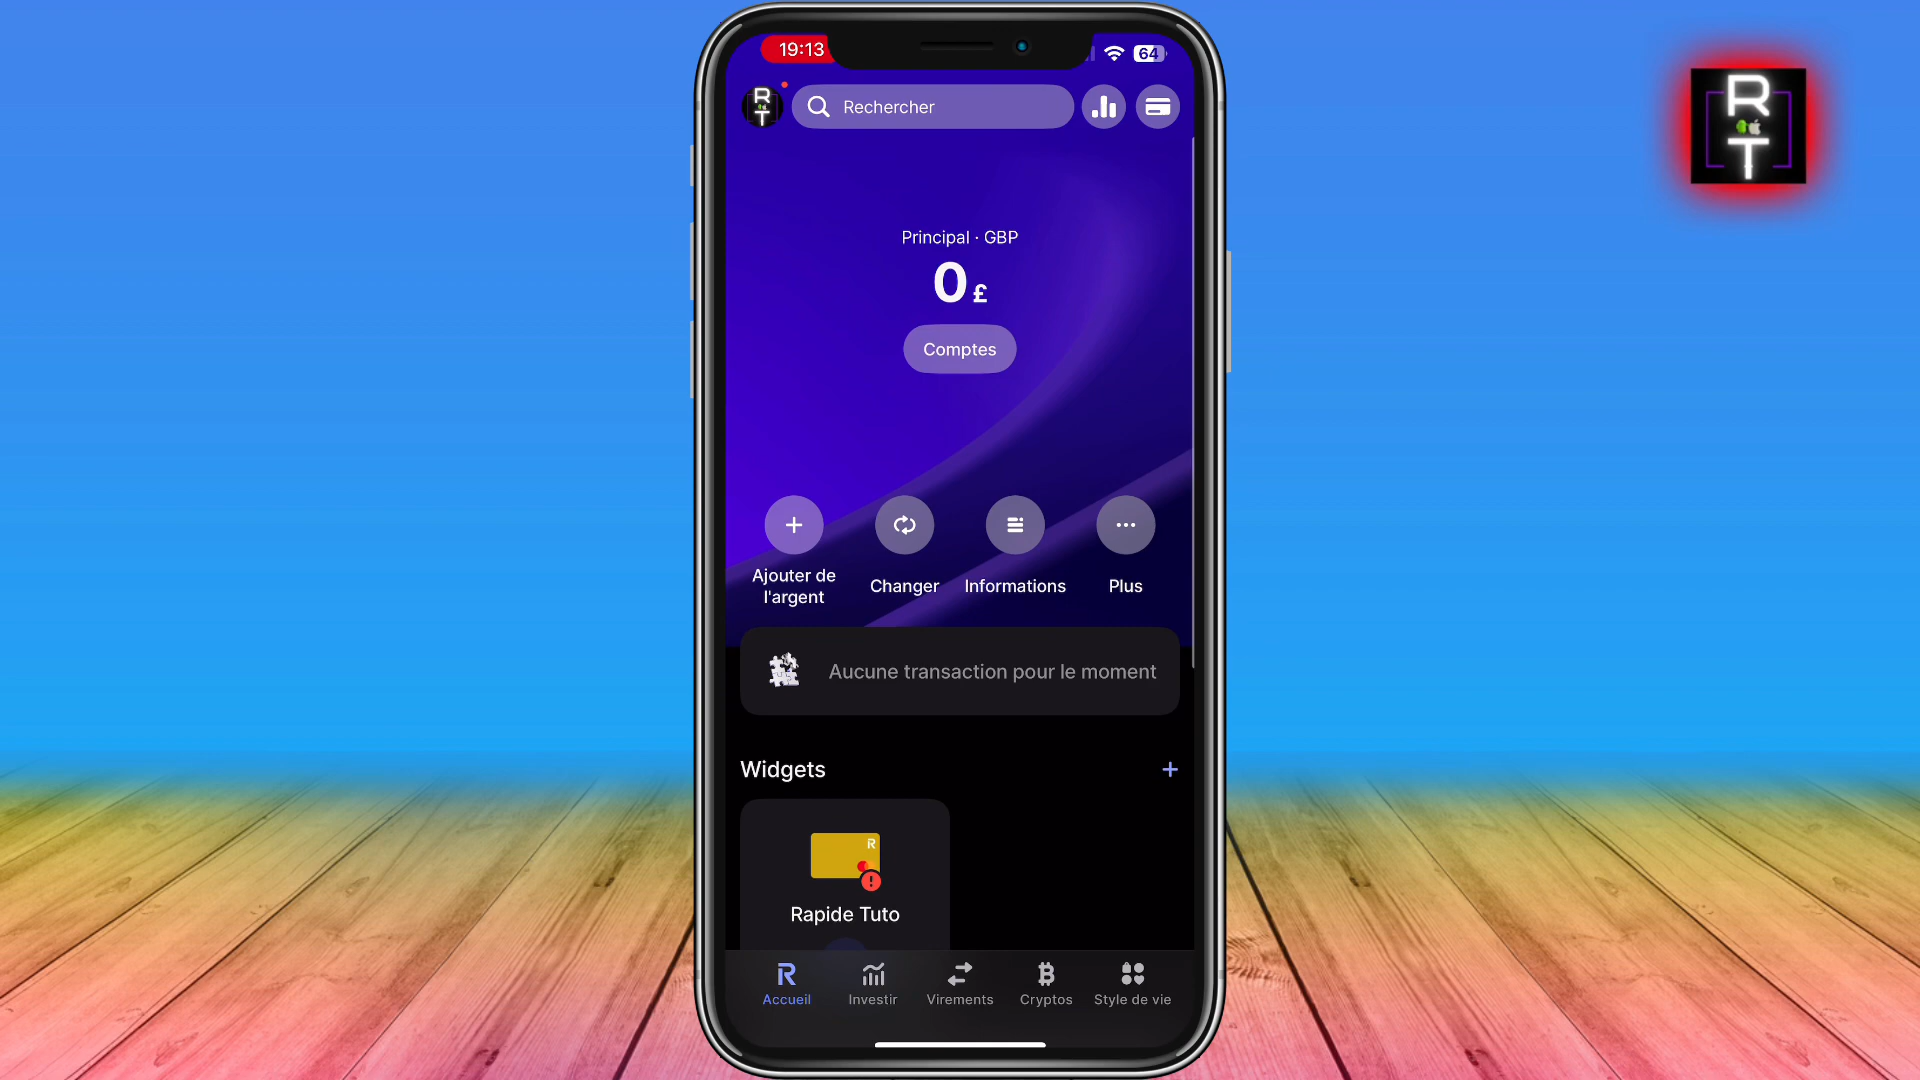 19:13
64
R
T
Rechercher
R
T
Principal · GBP
0 £
Comptes
Ajouter de
l'argent
Changer
Informations
Plus
Aucune transaction pour le moment
Widgets
R
Rapide Tuto
Accueil
Investir
Virements
Cryptos
Style de vie